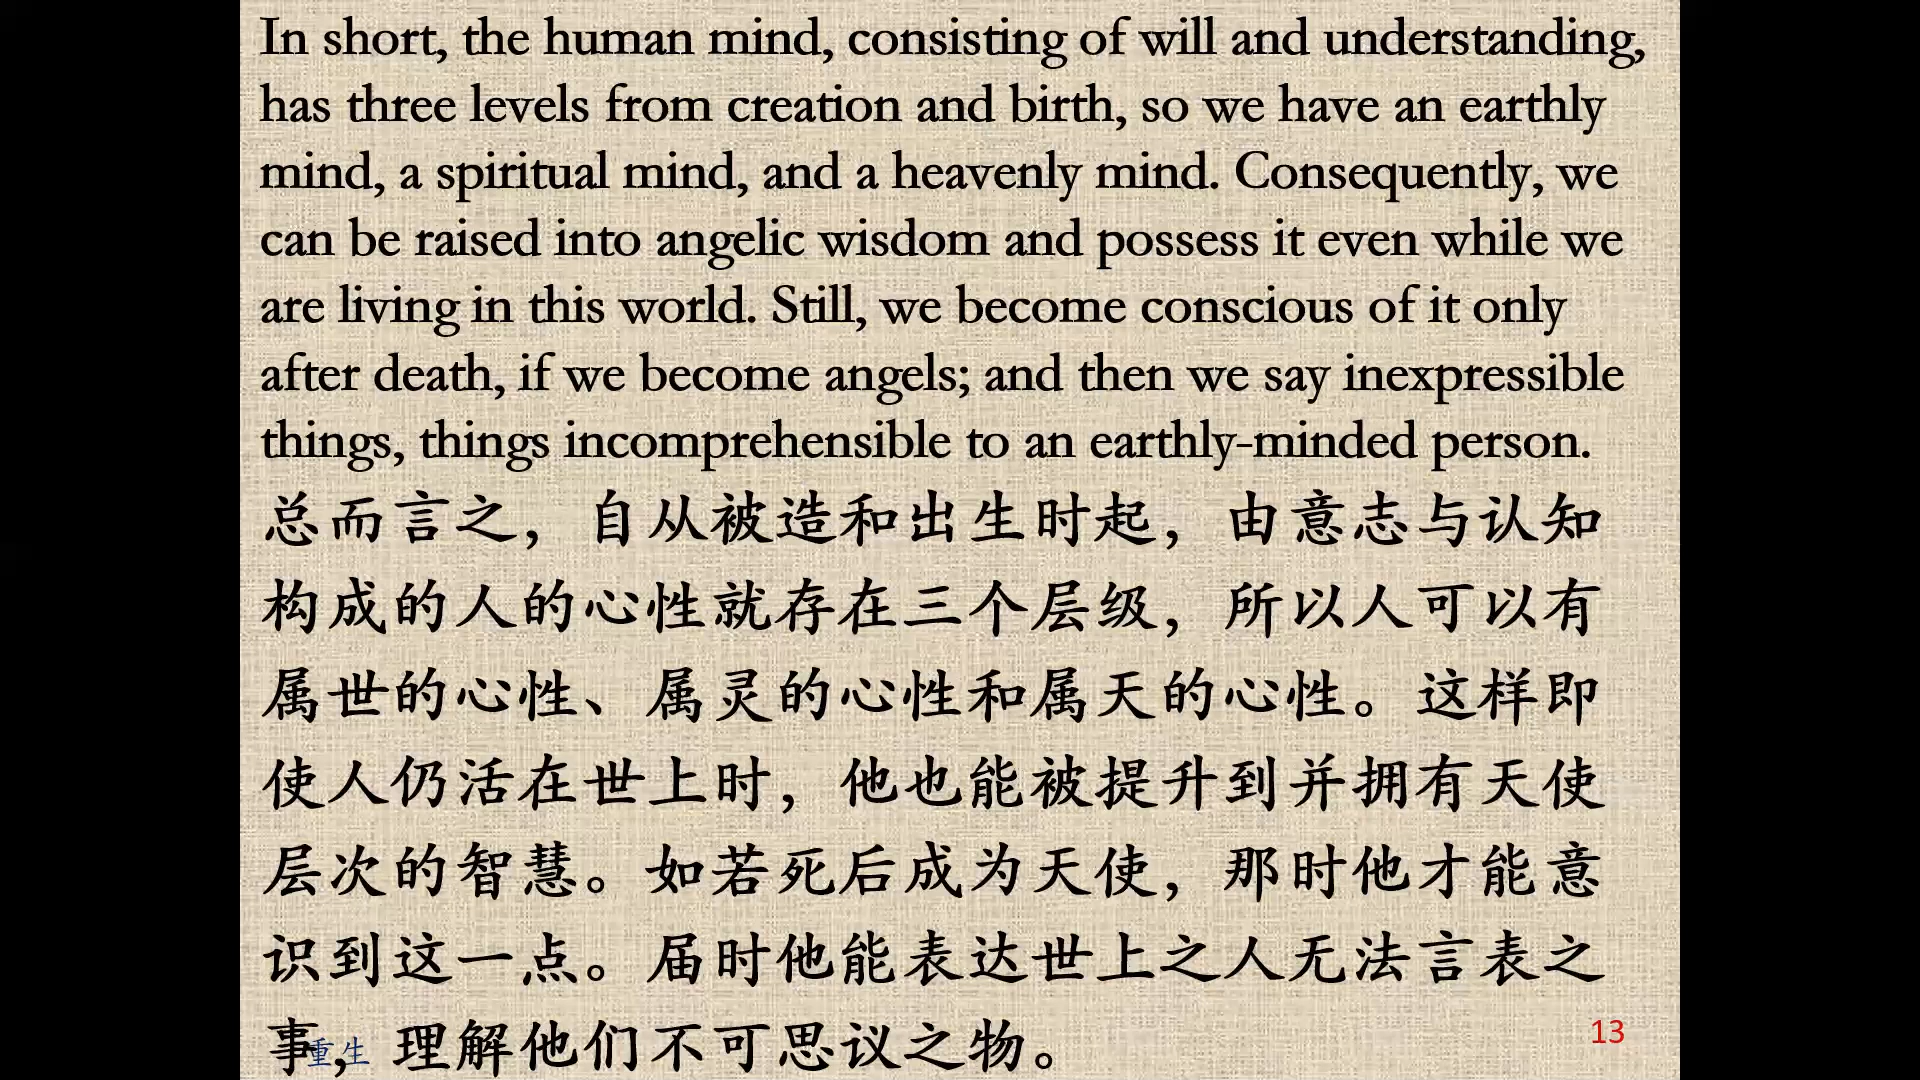 In short, the human mind, consisting of will and understanding,
has three levels from creation and birth, so we have an earthly
mind, a spiritual mind, and a heavenly mind. Consequently, we
can be raised into angelic wisdom and possess it even while we
are living in this world. Still, we become conscious of it only
after death, if we become angels; and then we say inexpressible
things, things incomprehensible to an earthly-minded person.
总而言之，自从被造和出生时起，由意志与认知
构成的人的心性就存在三个层级，所以人可以有
属世的心性、属灵的心性和属天的心性。这样即
使人仍活在世上时，他也能被提升到并拥有天使
层次的智慧。如若死后成为天使，那时他才能意
识到这一点。届时他能表达世上之人无法言表之
事，理解他们不可思议之物。
重生
13